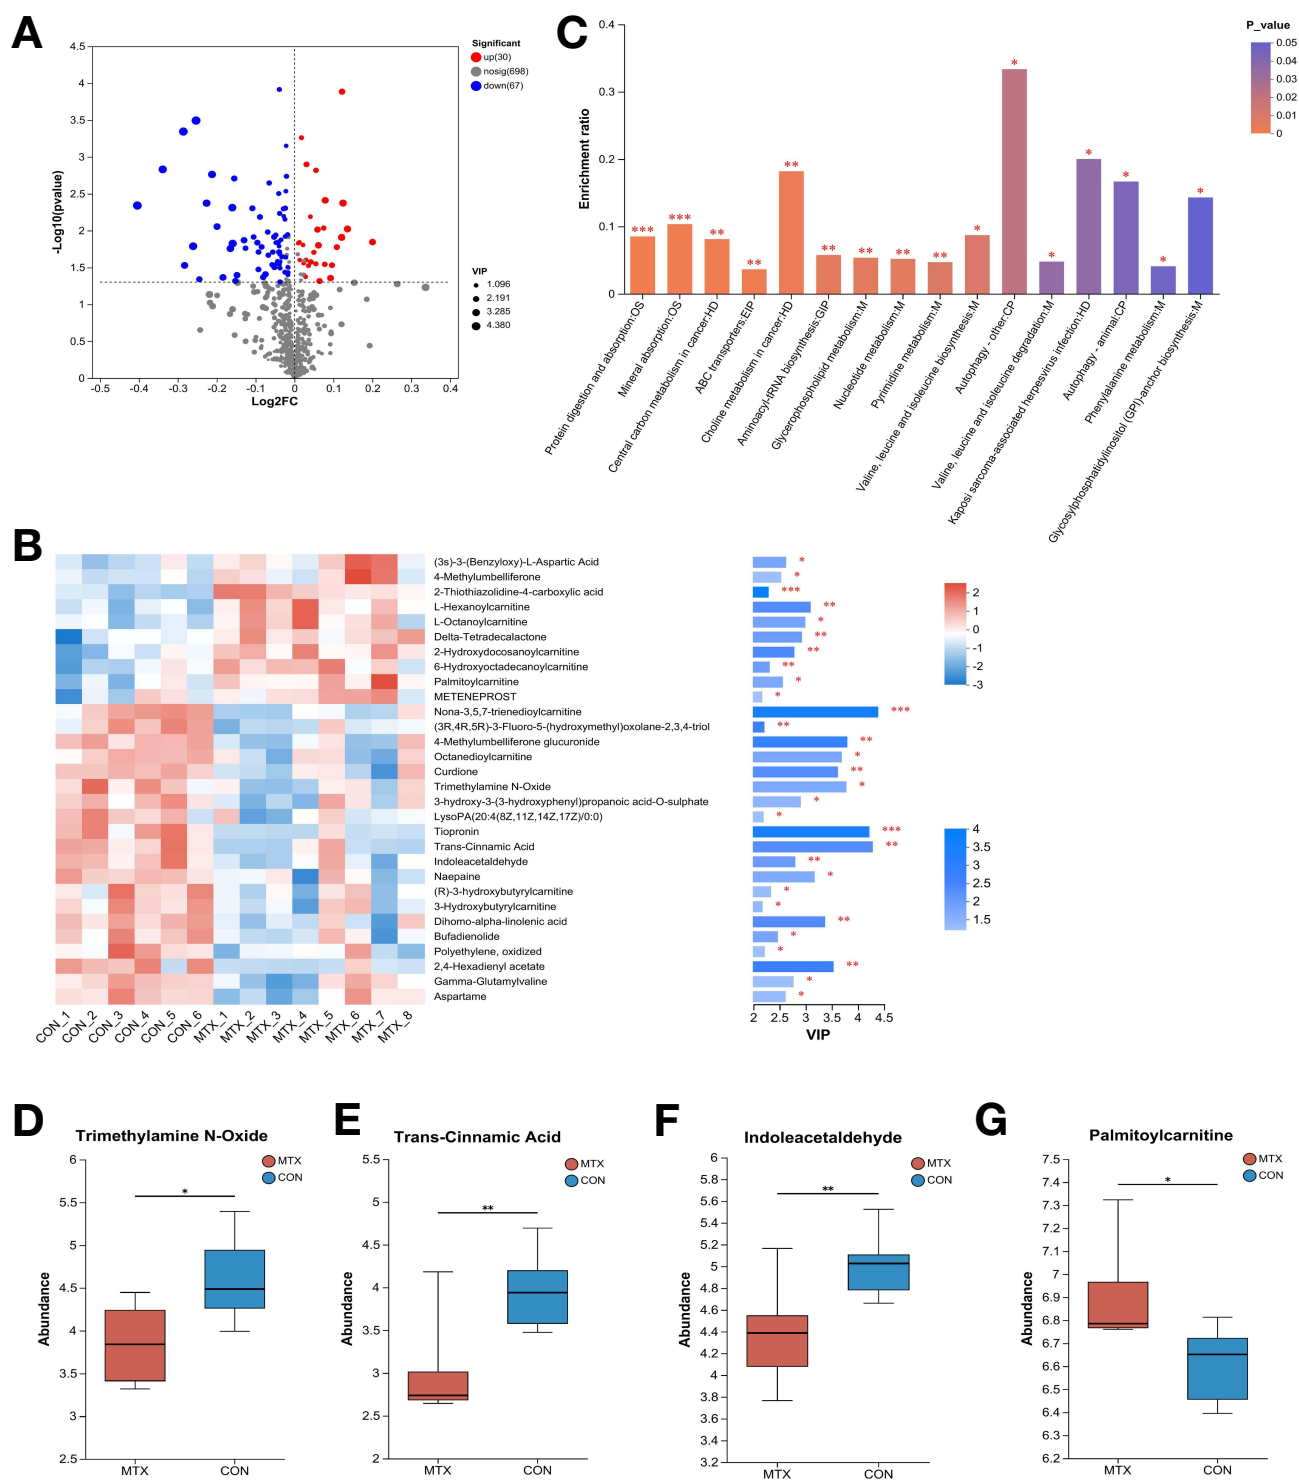 A
Significant
up(30)
nosig(698)
down(67)
4.5
4
3.5
3
2.5
2
1.5
1
0.5
0
-Log10(pvalue)
VIP
1.096
2.191
3.285
4.380
-0.5
-0.4
-0.3
-0.2
-0.1
0
0.1
0.2
0.3
0.4
Log2FC
C
P_value
0.05
0.04
0.03
0.02
0.01
0
0.4
0.3
0.2
0.1
0
Enrichment ratio
***
***
**
**
**
**
**
**
**
*
*
*
*
*
*
*
Protein digestion and absorption:OS
Mineral absorption:OS
Central carbon metabolism in cancer:HD
ABC transporters:EIP
Choline metabolism in cancer:HD
Aminoacyl-tRNA biosynthesis:GIP
Glycerophospholipid metabolism:M
Nucleotide metabolism:M
Pyrimidine metabolism:M
Valine, leucine and isoleucine biosynthesis:M
Autophagy - other:CP
Valine, leucine and isoleucine degradation:M
Kaposi sarcoma-associated herpesvirus infection:HD
Autophagy - animal:CP
Phenylalanine metabolism:M
Glycosylphosphatidylinositol (GPI)-anchor biosynthesis:M
B
(3s)-3-(Benzyloxy)-L-Aspartic Acid *
4-Methylumbelliferone *
2-Thiothiazolidine-4-carboxylic acid ***
L-Hexanoylcarnitine **
L-Octanoylcarnitine *
Delta-Tetradecalactone **
2-Hydroxydocosanoylcarnitine **
6-Hydroxyoctadecanoylcarnitine **
Palmitoylcarnitine *
METENEPROST *
Nona-3,5,7-trienedioylcarnitine ***
(3R,4R,5R)-3-Fluoro-5-(hydroxymethyl)oxolane-2,3,4-triol **
4-Methylumbelliferone glucuronide **
Octanedioylcarnitine *
Curdione **
Trimethylamine N-Oxide *
3-hydroxy-3-(3-hydroxyphenyl)propanoic acid-O-sulphate *
LysoPA(20:4(8Z,11Z,14Z,17Z)/0:0) *
Tiopronin ***
Trans-Cinnamic Acid **
Indoleacetaldehyde **
Naepaine *
(R)-3-hydroxybutyrylcarnitine *
3-Hydroxybutyrylcarnitine *
Dihomo-alpha-linolenic acid **
Bufadienolide *
Polyethylene, oxidized *
2,4-Hexadienyl acetate **
Gamma-Glutamylvaline *
Aspartame *
2
1
0
-1
-2
-3
4
3.5
3
2.5
2
1.5
CON_1
CON_2
CON_3
CON_4
CON_5
CON_6
MTX_1
MTX_2
MTX_3
MTX_4
MTX_5
MTX_6
MTX_7
MTX_8
2
2.5
3
3.5
4
4.5
VIP
D
Trimethylamine N-Oxide
MTX
CON
*
6
5.5
5
4.5
4
3.5
3
2.5
Abundance
MTX
CON
E
Trans-Cinnamic Acid
MTX
CON
**
5.5
5
4.5
4
3.5
3
2.5
2
Abundance
MTX
CON
F
Indoleacetaldehyde
MTX
CON
**
6
5.8
5.6
5.4
5.2
5
4.8
4.6
4.4
4.2
4
3.8
3.6
3.4
3.2
Abundance
MTX
CON
G
Palmitoylcarnitine
MTX
CON
*
7.5
7.4
7.3
7.2
7.1
7
6.9
6.8
6.7
6.6
6.5
6.4
6.3
6.2
Abundance
MTX
CON